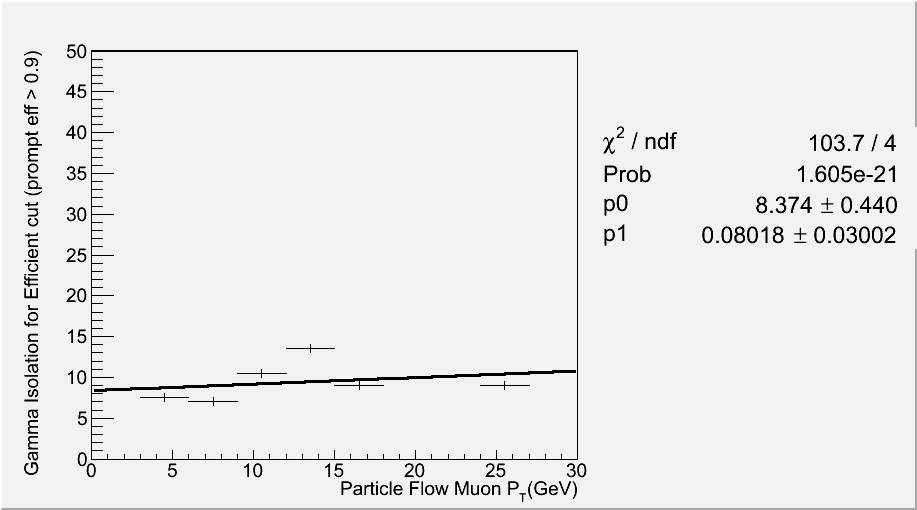 Gamma Isolation for Efficient cut (prompt eff > 0.9)
50
45
40
35
30
25
20
15
10
5
0
0 5 10 15 20 25 30
Particle Flow Muon P_T(GeV)
χ² / ndf 103.7 / 4
Prob 1.605e-21
p0 8.374 ± 0.440
p1 0.08018 ± 0.03002